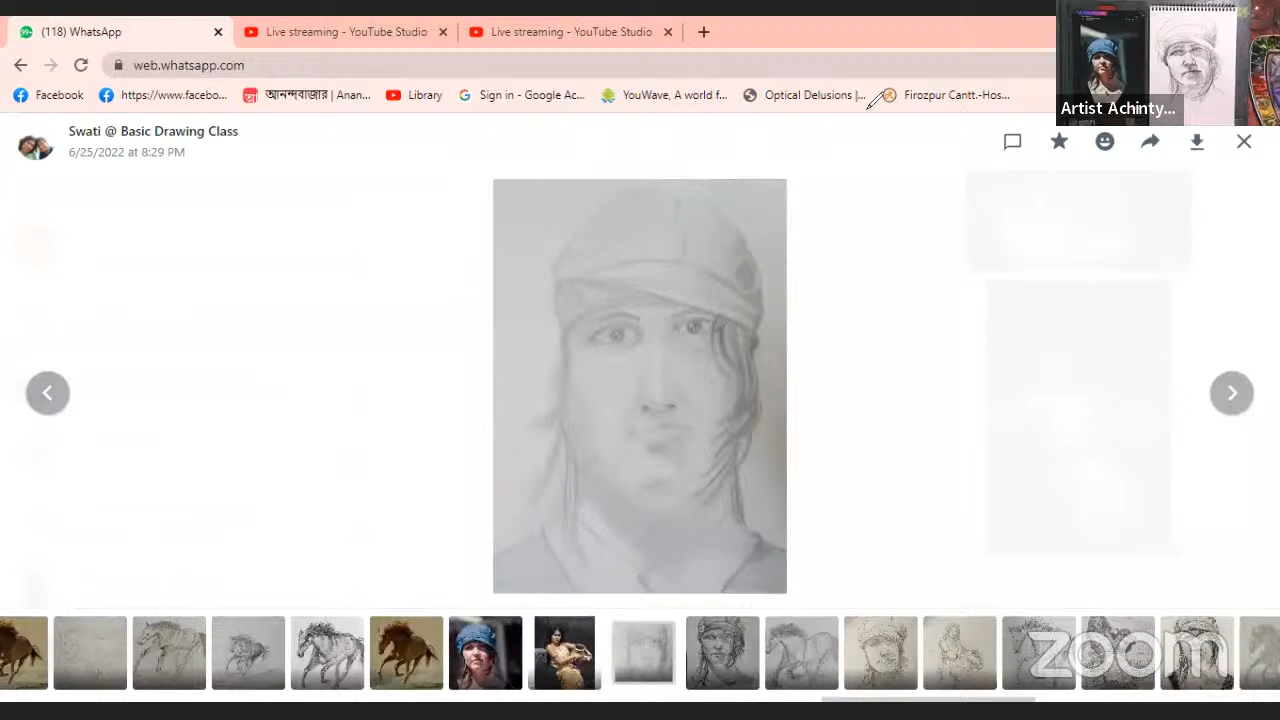 99+ (118) WhatsApp
Live streaming - YouTube Studio
Live streaming - YouTube Studio
web.whatsapp.com
Facebook
https://www.facebo...
আনন্দবাজার | Anan...
Library
Sign in - Google Ac...
YouWave, A world f...
Optical Delusions |...
Firozpur Cantt.-Hos...
Artist Achinty...
Swati @ Basic Drawing Class
6/25/2022 at 8:29 PM
zoom